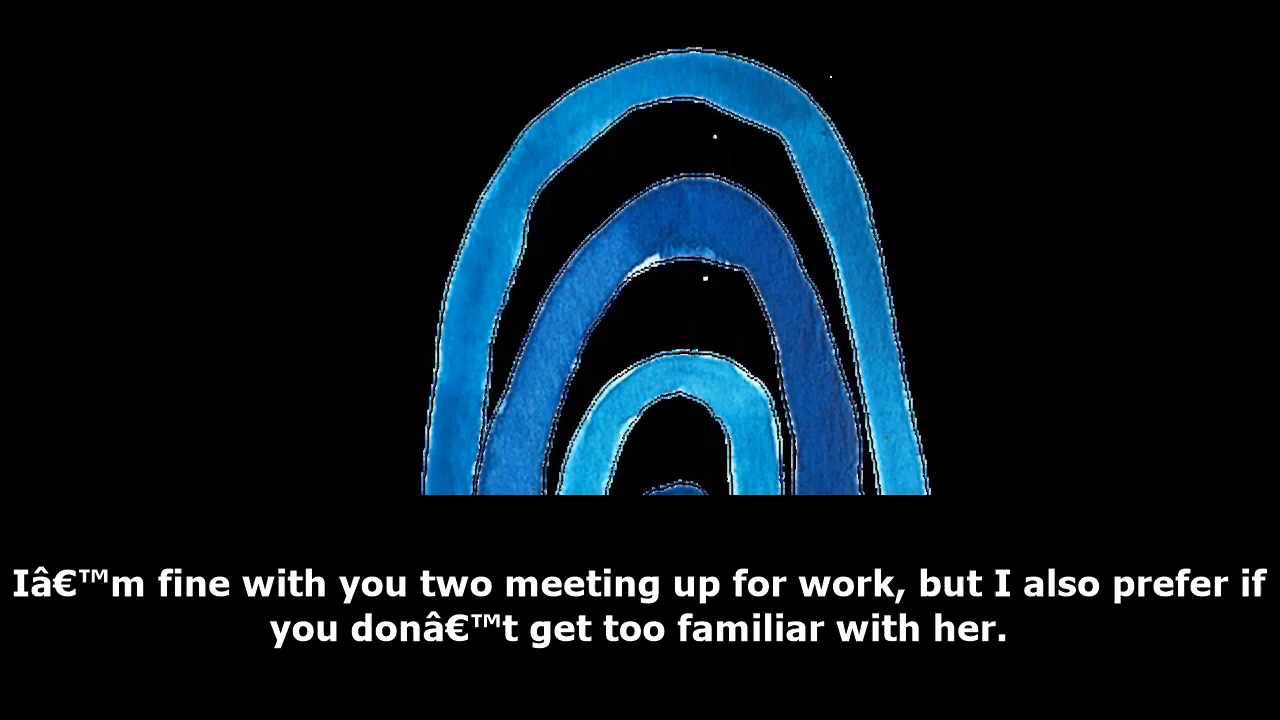 Iâ€™m fine with you two meeting up for work, but I also prefer if
you donâ€™t get too familiar with her.